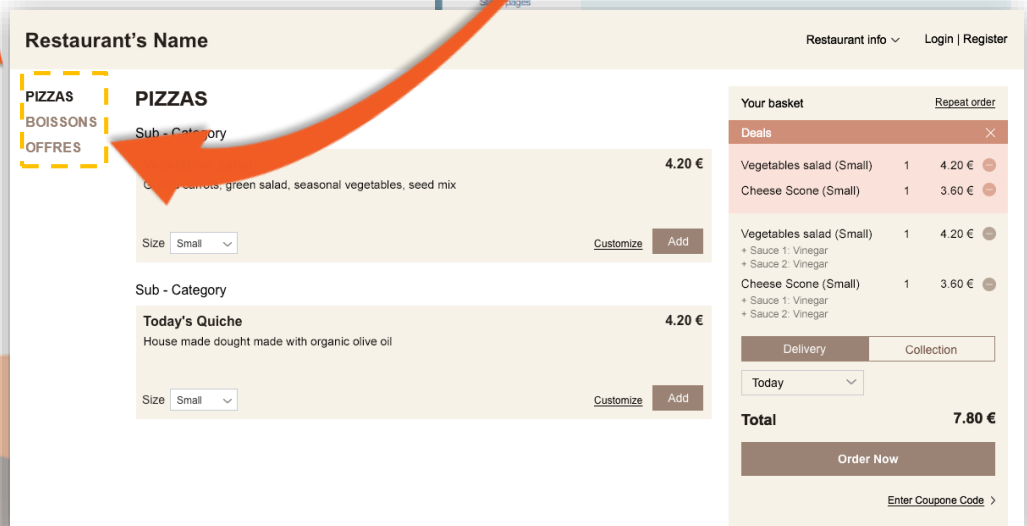 pages
Restaurant's Name
Restaurant info
Login | Register
PIZZAS
BOISSONS
OFFRES
PIZZAS
Sub - Category
4.20 €
carrots, green salad, seasonal vegetables, seed mix
Size Small
Customize
Add
Sub - Category
Today's Quiche
4.20 €
House made dought made with organic olive oil
Size Small
Customize
Add
Your basket
Repeat order
Deals
Vegetables salad (Small) 1 4.20 €
Cheese Scone (Small) 1 3.60 €
Vegetables salad (Small) 1 4.20 €
+ Sauce 1: Vinegar
+ Sauce 2: Vinegar
Cheese Scone (Small) 1 3.60 €
+ Sauce 1: Vinegar
+ Sauce 2: Vinegar
Delivery
Collection
Today
Total 7.80 €
Order Now
Enter Coupone Code >